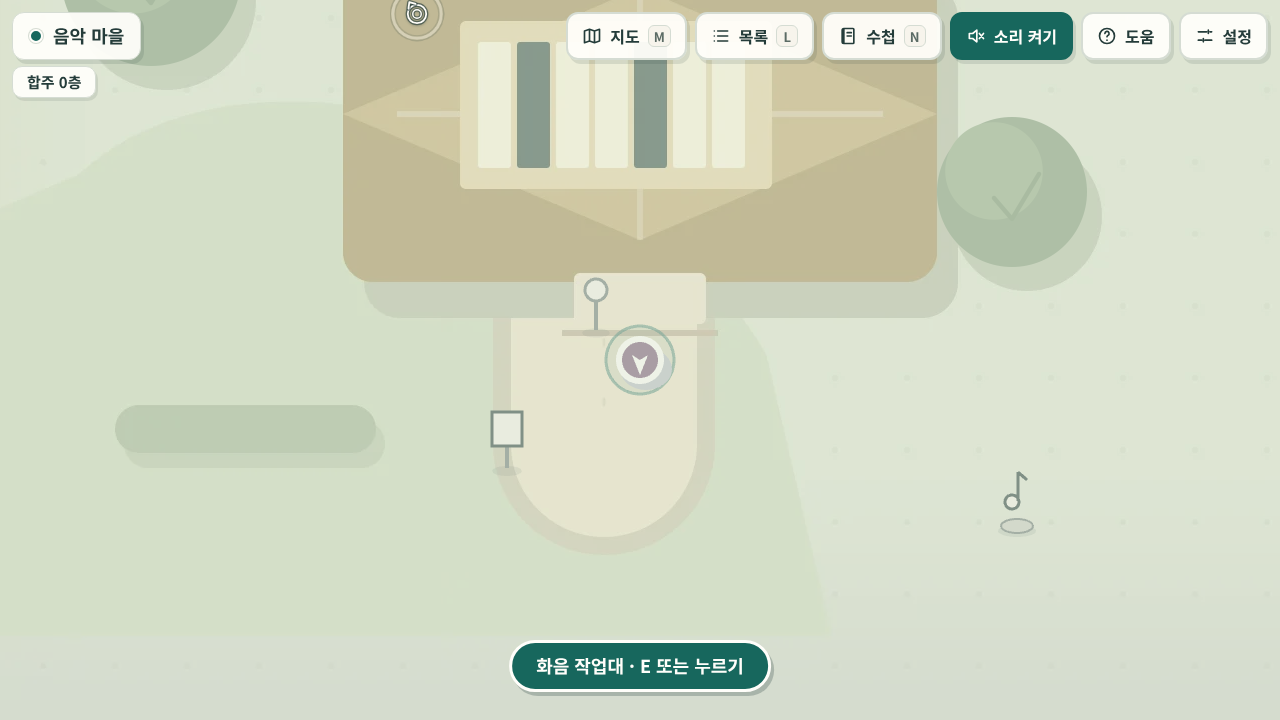 음악 마을
지도 M
목록 L
수첩 N
소리 켜기
도움
설정
합주 0층
화음 작업대 · E 또는 누르기